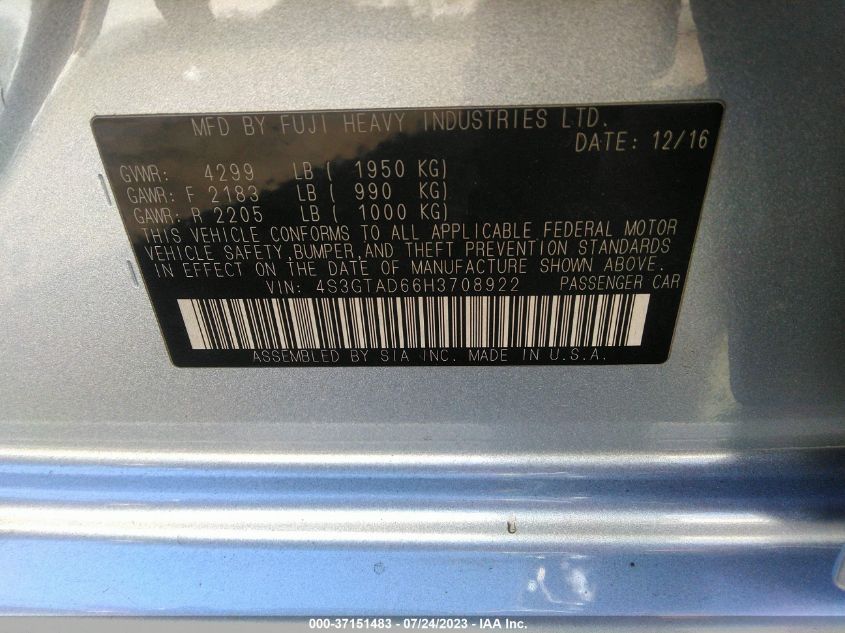 MFD BY FUJI HEAVY INDUSTRIES LTD.
DATE: 12/16
GVWR: 4299 LB ( 1950 KG)
GAWR: F 2183 LB ( 990 KG)
GAWR: R 2205 LB ( 1000 KG)
THIS VEHICLE CONFORMS TO ALL APPLICABLE FEDERAL MOTOR
VEHICLE SAFETY,BUMPER,AND THEFT PREVENTION STANDARDS
IN EFFECT ON THE DATE OF MANUFACTURE SHOWN ABOVE.
VIN: 4S3GTAD66H3708922 PASSENGER CAR
ASSEMBLED BY SIA INC. MADE IN U.S.A.
000-37151483 - 07/24/2023 - IAA Inc.